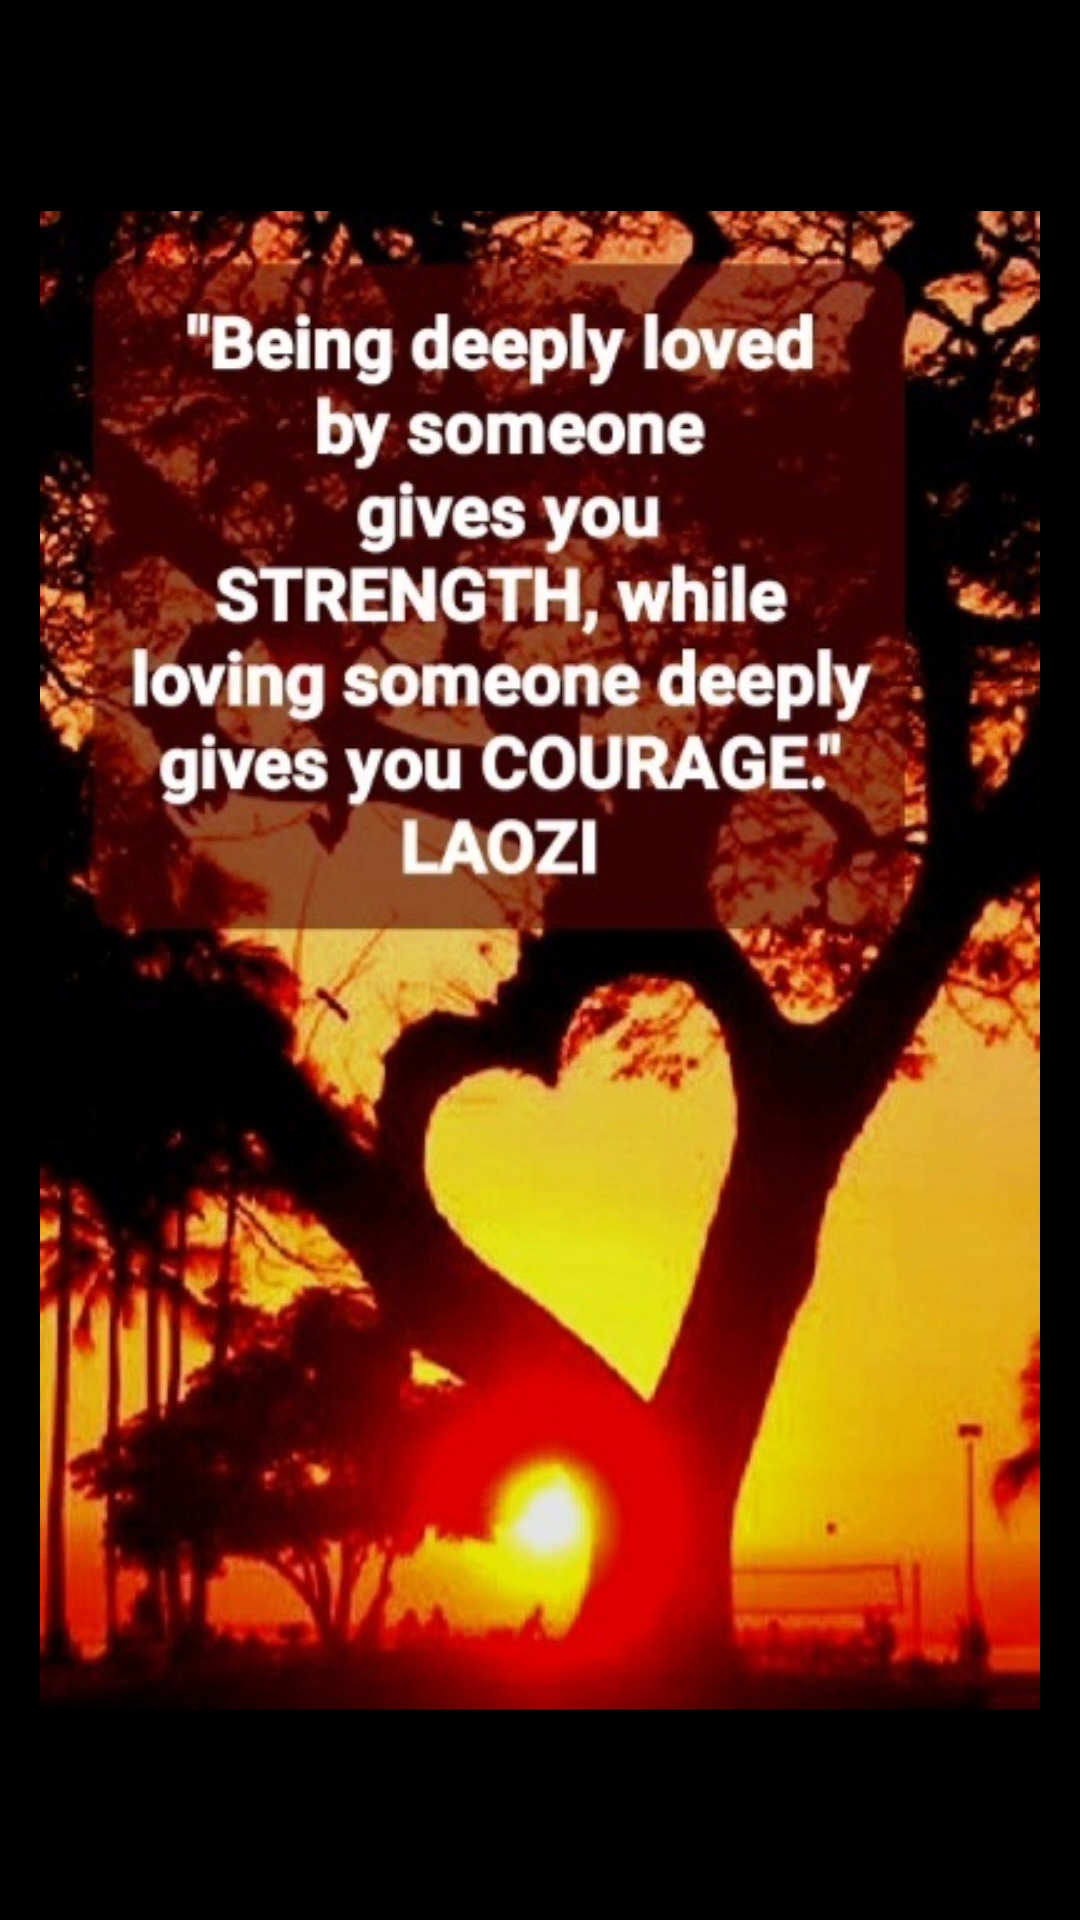 "Being deeply loved
by someone
gives you
STRENGTH, while
loving someone deeply
gives you COURAGE."
LAOZI